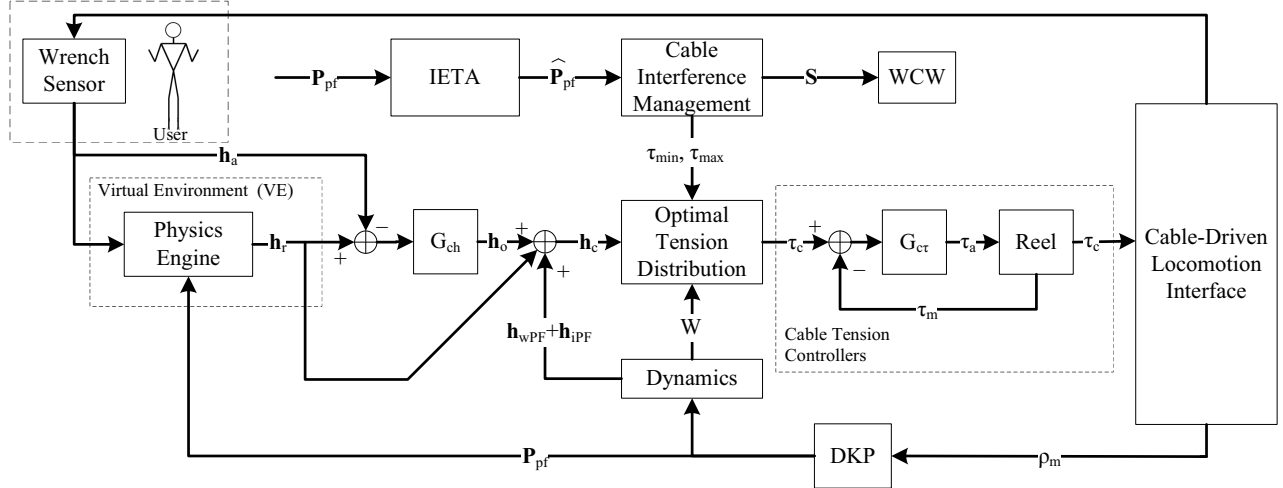 Wrench
Sensor
User
P_pf
IETA
P̂_pf
Cable
Interference
Management
S
WCW
h_a
τ_min, τ_max
Virtual Environment (VE)
Physics
Engine
h_r
+
−
G_ch
h_o
+
+
h_c
Optimal
Tension
Distribution
τ_c
+
−
G_cτ
τ_a
Reel
τ_c
τ_m
Cable Tension
Controllers
Cable-Driven
Locomotion
Interface
h_wPF+h_iPF
W
Dynamics
P_pf
DKP
ρ_m